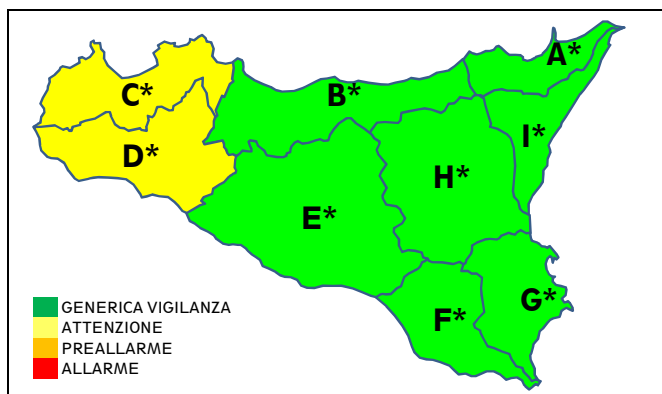 A*
C*
B*
I*
D*
H*
E*
G*
F*
GENERICA VIGILANZA
ATTENZIONE
PREALLARME
ALLARME